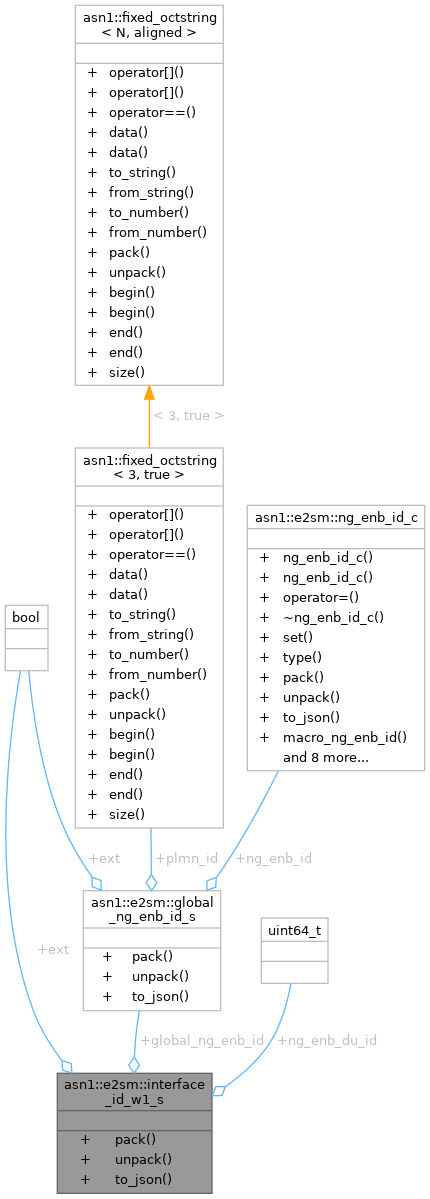 asn1::fixed_octstring
< N, aligned >
+ operator[]()
+ operator[]()
+ operator==()
+ data()
+ data()
+ to_string()
+ from_string()
+ to_number()
+ from_number()
+ pack()
+ unpack()
+ begin()
+ begin()
+ end()
+ end()
+ size()
< 3, true >
asn1::fixed_octstring
< 3, true >
+ operator[]()
+ operator[]()
+ operator==()
+ data()
+ data()
+ to_string()
+ from_string()
+ to_number()
+ from_number()
+ pack()
+ unpack()
+ begin()
+ begin()
+ end()
+ end()
+ size()
asn1::e2sm::ng_enb_id_c
+ ng_enb_id_c()
+ ng_enb_id_c()
+ operator=()
+ ~ng_enb_id_c()
+ set()
+ type()
+ pack()
+ unpack()
+ to_json()
+ macro_ng_enb_id()
and 8 more...
bool
+ext
+plmn_id
+ng_enb_id
asn1::e2sm::global
_ng_enb_id_s
+ pack()
+ unpack()
+ to_json()
uint64_t
+ext
+global_ng_enb_id
+ng_enb_du_id
asn1::e2sm::interface
_id_w1_s
+ pack()
+ unpack()
+ to_json()